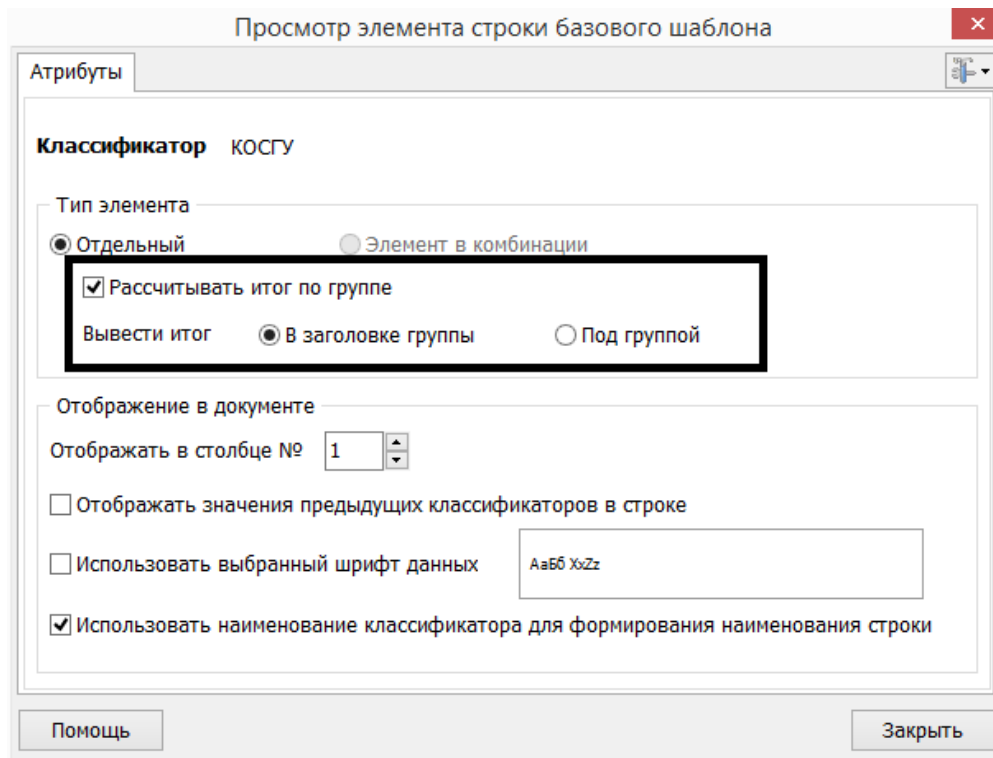 Просмотр элемента строки базового шаблона
Атрибуты
Классификатор КОСГУ
Тип элемента
Отдельный Элемент в комбинации
Рассчитывать итог по группе
Вывести итог В заголовке группы Под группой
Отображение в документе
Отображать в столбце № 1
Отображать значения предыдущих классификаторов в строке
Использовать выбранный шрифт данных АаБб XxZz
Использовать наименование классификатора для формирования наименования строки
Помощь Закрыть